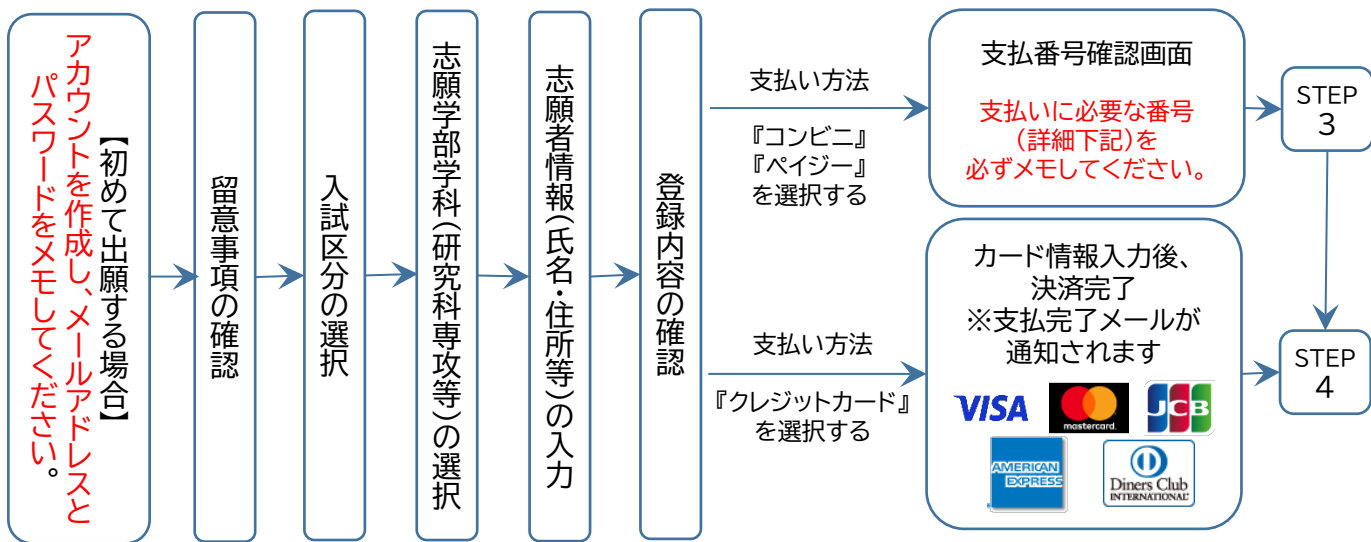 【初めて出願する場合】
アカウントを作成し、メールアドレスと
パスワードをメモしてください。
留意事項の確認
入試区分の選択
志願学部学科(研究科専攻等)の選択
志願者情報(氏名・住所等)の入力
登録内容の確認
支払い方法
『コンビニ』
『ペイジー』
を選択する
支払番号確認画面
支払いに必要な番号
(詳細下記)を
必ずメモしてください。
STEP
3
支払い方法
『クレジットカード』
を選択する
カード情報入力後、
決済完了
※支払完了メールが
通知されます
VISA
mastercard.
JCB
AMERICAN
EXPRESS
Diners Club
INTERNATIONAL
STEP
4